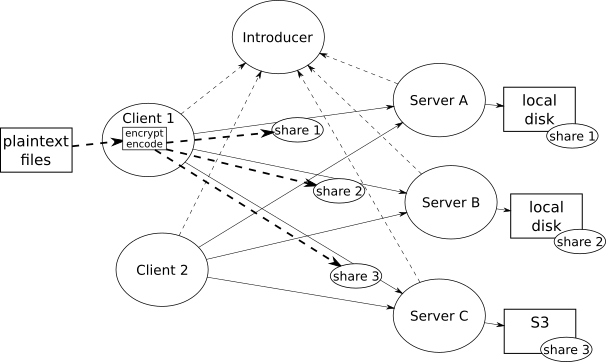 Introducer
Client 1
encrypt
encode
plaintext
files
share 1
share 2
share 3
Client 2
Server A
local
disk
share 1
Server B
local
disk
share 2
Server C
S3
share 3